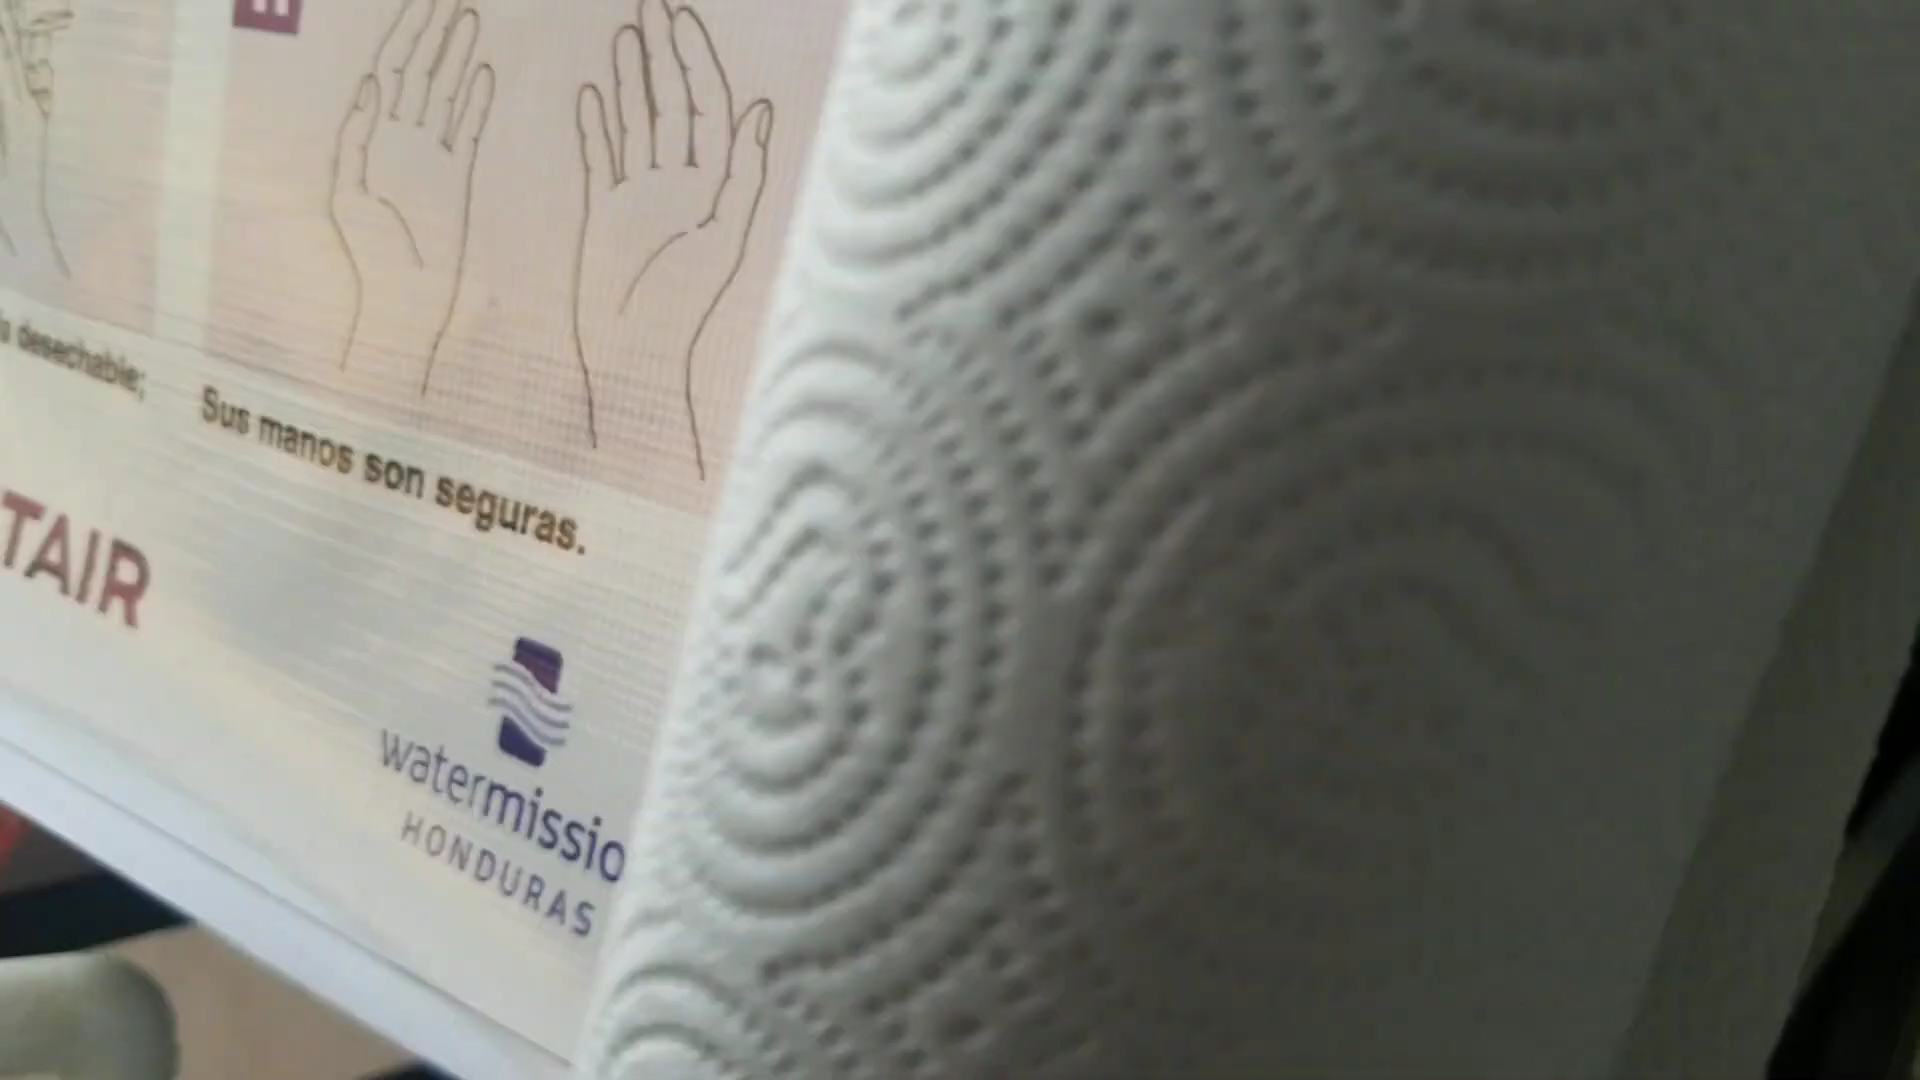 desechable;
Sus manos son seguras.
TAIR
watermissio
HONDURAS